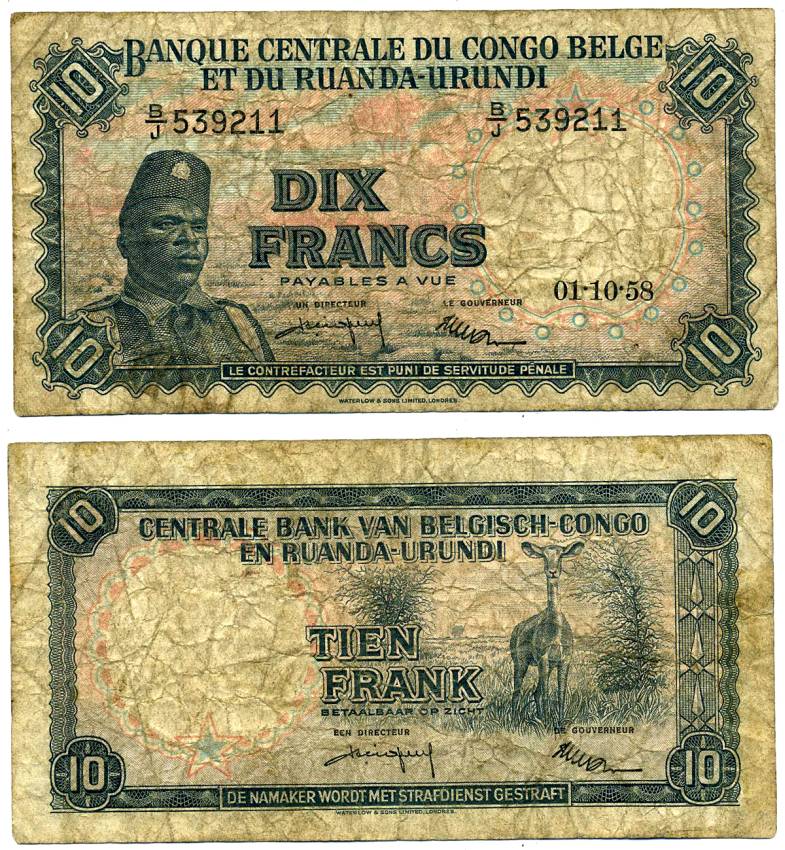 10 BANQUE CENTRALE DU CONGO BELGE 10
ET DU RUANDA-URUNDI
B/J 539211 B/J 539211
DIX
FRANCS
PAYABLES A VUE
UN DIRECTEUR LE GOUVERNEUR
01·10·58
10 10
LE CONTREFACTEUR EST PUNI DE SERVITUDE PÉNALE
WATERLOW & SONS LIMITED, LONDRES.
10 10
CENTRALE BANK VAN BELGISCH-CONGO
EN RUANDA-URUNDI
TIEN
FRANK
BETAALBAAR OP ZICHT
EEN DIRECTEUR DE GOUVERNEUR
10 10
DE NAMAKER WORDT MET STRAFDIENST GESTRAFT
WATERLOW & SONS LIMITED, LONDRES.